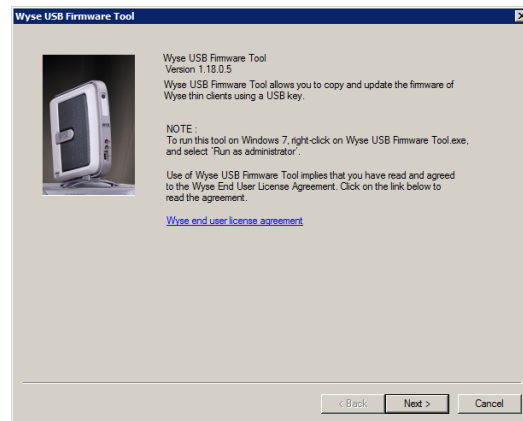 Wyse USB Firmware Tool
Wyse USB Firmware Tool
Version 1.18.0.5
Wyse USB Firmware Tool allows you to copy and update the firmware of
Wyse thin clients using a USB key.
NOTE :
To run this tool on Windows 7, right-click on Wyse USB Firmware Tool.exe,
and select `Run as administrator`.
Use of Wyse USB Firmware Tool implies that you have read and agreed
to the Wyse End User License Agreement. Click on the link below to
read the agreement.
Wyse end user license agreement
< Back
Next >
Cancel